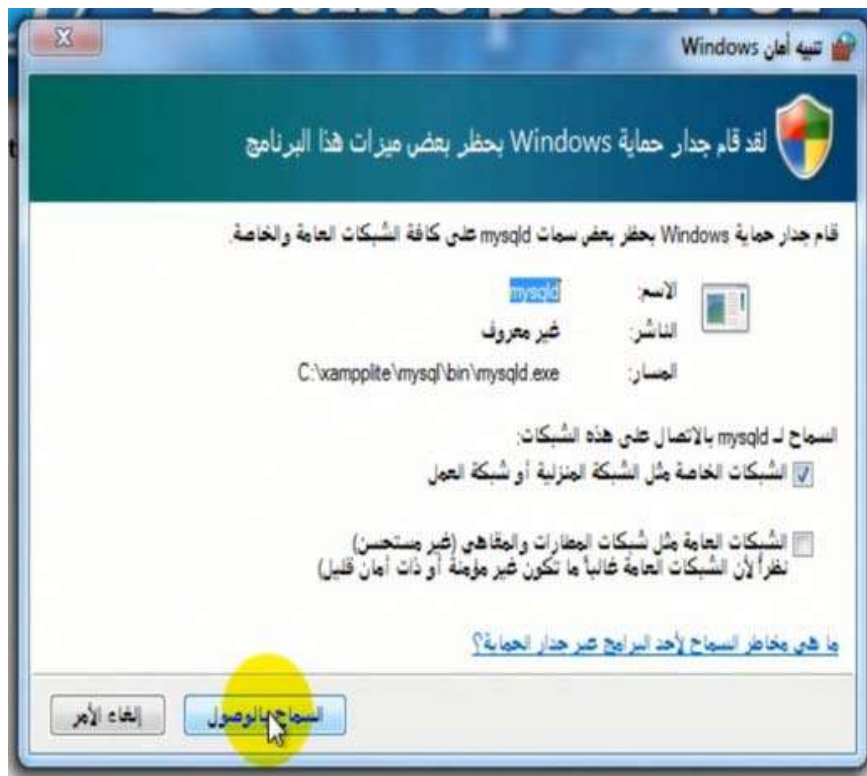 تنبيه أمان Windows
لقد قام جدار حماية Windows بحظر بعض ميزات هذا البرنامج
قام جدار حماية Windows بحظر بعض سمات mysqld على كافة الشبكات العامة والخاصة.
الاسم: mysqld
الناشر: غير معروف
المسار: C:\xampplite\mysql\bin\mysqld.exe
السماح لـ mysqld بالاتصال على هذه الشبكات:
الشبكات الخاصة مثل الشبكة المنزلية أو شبكة العمل
الشبكات العامة مثل شبكات المطارات والمقاهي (غير مستحسن)
نظراً لأن الشبكات العامة غالباً ما تكون غير مؤمنة أو ذات أمان قليل)
ما هي مخاطر السماح لأحد البرامج عبر جدار الحماية؟
السماح بالوصول
إلغاء الأمر